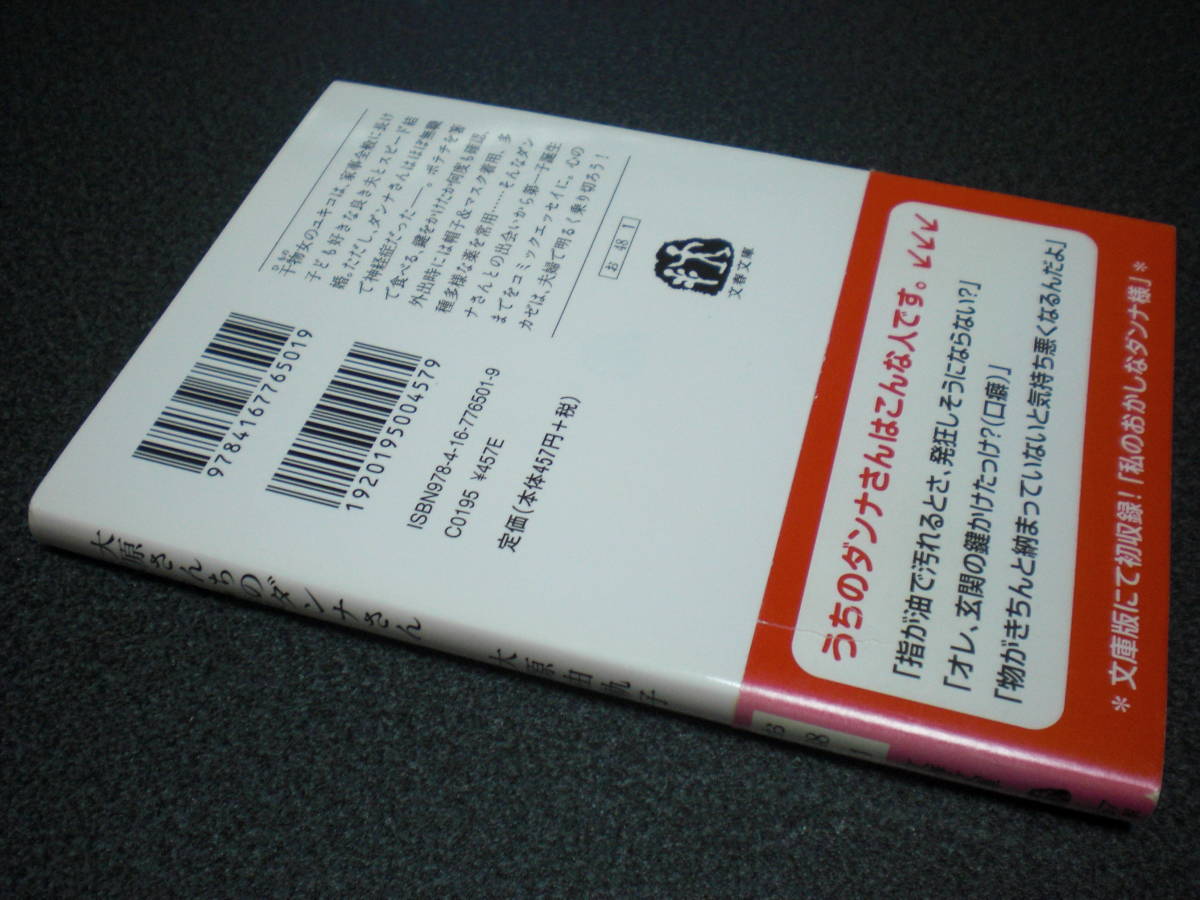 干物女のユキコは、家事全般に長け
ひもの
子ども好きな良き夫とスピード結
婚。ただし、ダンナさんはほぼ無職
で神経症だった――。ポテチを箸
で食べる、鍵をかけたか何度も確認、
外出時には帽子&マスク着用、多
種多様な薬を常用……そんなダン
ナさんとの出会いから第一子誕生
までをコミックエッセイに。心の
カゼは、夫婦で明るく乗り切ろう!
お 48 1
文春文庫
9784167765019
1920195004579
ISBN978-4-16-776501-9
C0195 ¥457E
定価(本体457円+税)
うちのダンナさんはこんな人です。
「指が油で汚れるとさ、発狂しそうにならない?」
「オレ、玄関の鍵かけたっけ?(口癖)」
「物がきちんと納まっていないと気持ち悪くなるんだよ」
*文庫版にて初収録!「私のおかしなダンナ様」*
大原さんちのダンナさん
大原由軌子